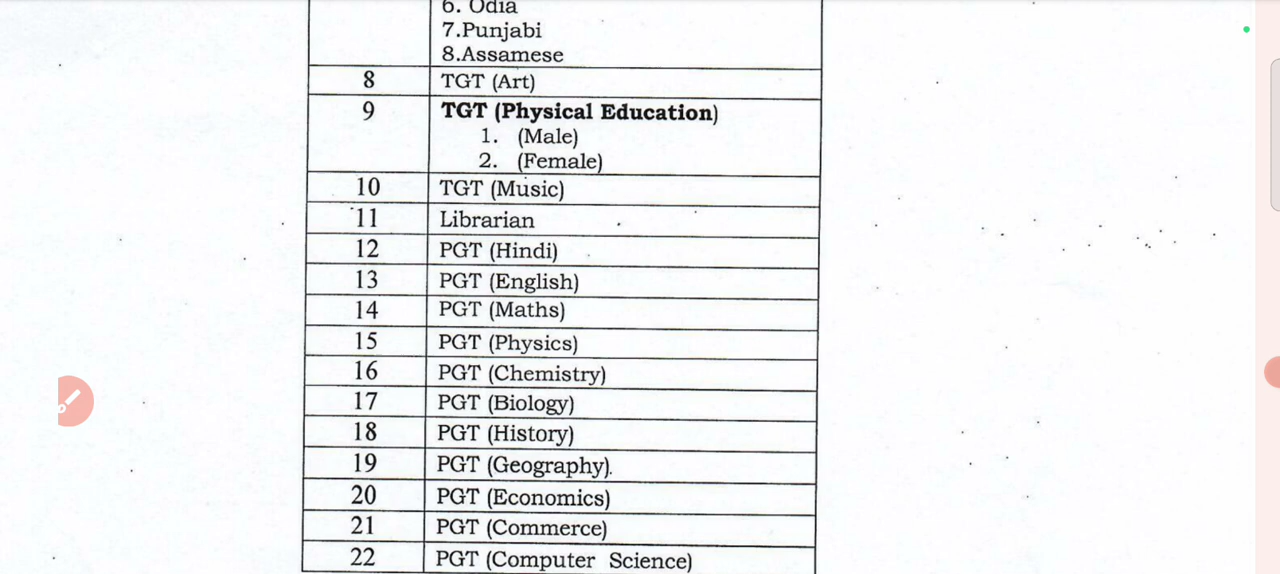 6. Odia
7.Punjabi
8.Assamese
8 TGT (Art)
9 TGT (Physical Education)
1. (Male)
2. (Female)
10 TGT (Music)
11 Librarian
12 PGT (Hindi)
13 PGT (English)
14 PGT (Maths)
15 PGT (Physics)
16 PGT (Chemistry)
17 PGT (Biology)
18 PGT (History)
19 PGT (Geography).
20 PGT (Economics)
21 PGT (Commerce)
22 PGT (Computer Science)